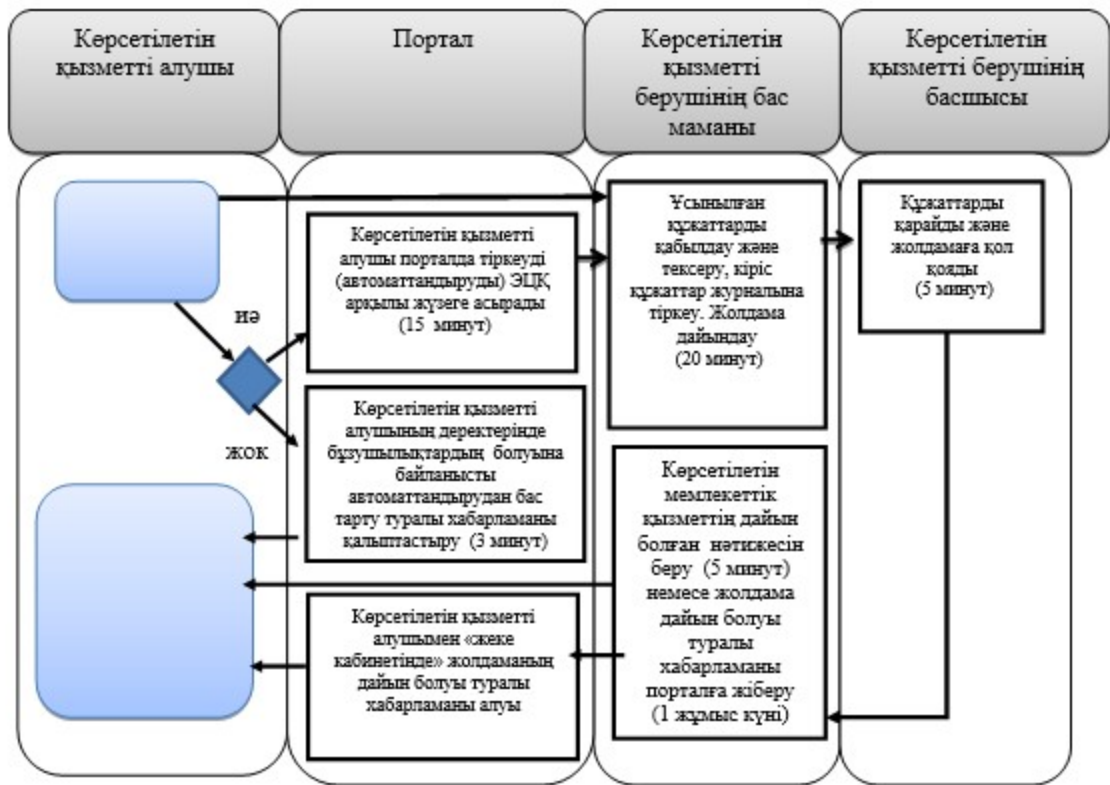 Көрсетілетін
қызметті алушы
Портал
Көрсетілетін
қызметті
берушінің бас
маманы
Көрсетілетін
қызметті берушінің
басшысы
иә
жок
Көрсетілетін қызметті
алушы порталда тіркеуді
(автоматтандыруды) ЭЦҚ
арқылы жүзеге асырады
(15 минут)
Көрсетілетін қызметті
алушының деректерінде
бұзушылықтардың болуына
байланысты
автоматтандырудан бас
тарту туралы хабарламаны
қалыптастыру (3 минут)
Көрсетілетін қызметті
алушымен «жеке
кабинетінде» жолдаманың
дайын болуы туралы
хабарламаны алуы
Ұсынылған
құжаттарды
қабылдау және
тексеру, кіріс
құжаттар журналына
тіркеу. Жолдама
дайындау
(20 минут)
Көрсетілетін
мемлекеттік
қызметтің дайын
болған нәтижесін
беру (5 минут)
немесе жолдама
дайын болуы
туралы
хабарламаны
порталға жіберу
(1 жұмыс күні)
Құжаттарды
қарайды және
жолдамаға қол
қояды
(5 минут)